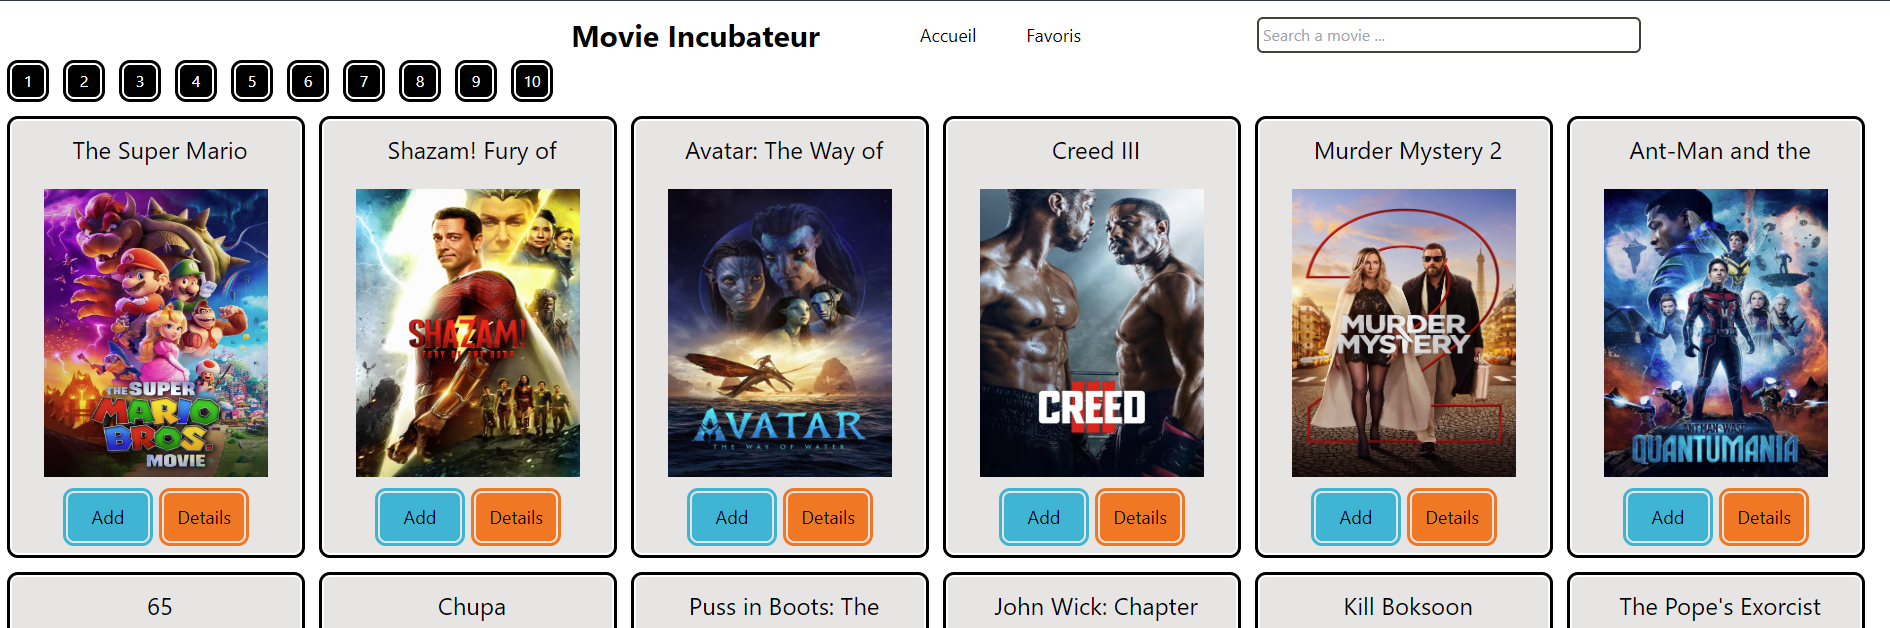 Movie Incubateur Accueil Favoris Search a movie ...
1 2 3 4 5 6 7 8 9 10
The Super Mario
Shazam! Fury of
Avatar: The Way of
Creed III
Murder Mystery 2
Ant-Man and the
THE SUPER
MARIO
BROS.
MOVIE
SHAZAM!
FURY OF THE GODS
AVATAR
THE WAY OF WATER
III
CREED
2
MURDER
MYSTERY
ANT-MAN AND THE WASP
QUANTUMANIA
Add Details
Add Details
Add Details
Add Details
Add Details
Add Details
65
Chupa
Puss in Boots: The
John Wick: Chapter
Kill Boksoon
The Pope's Exorcist